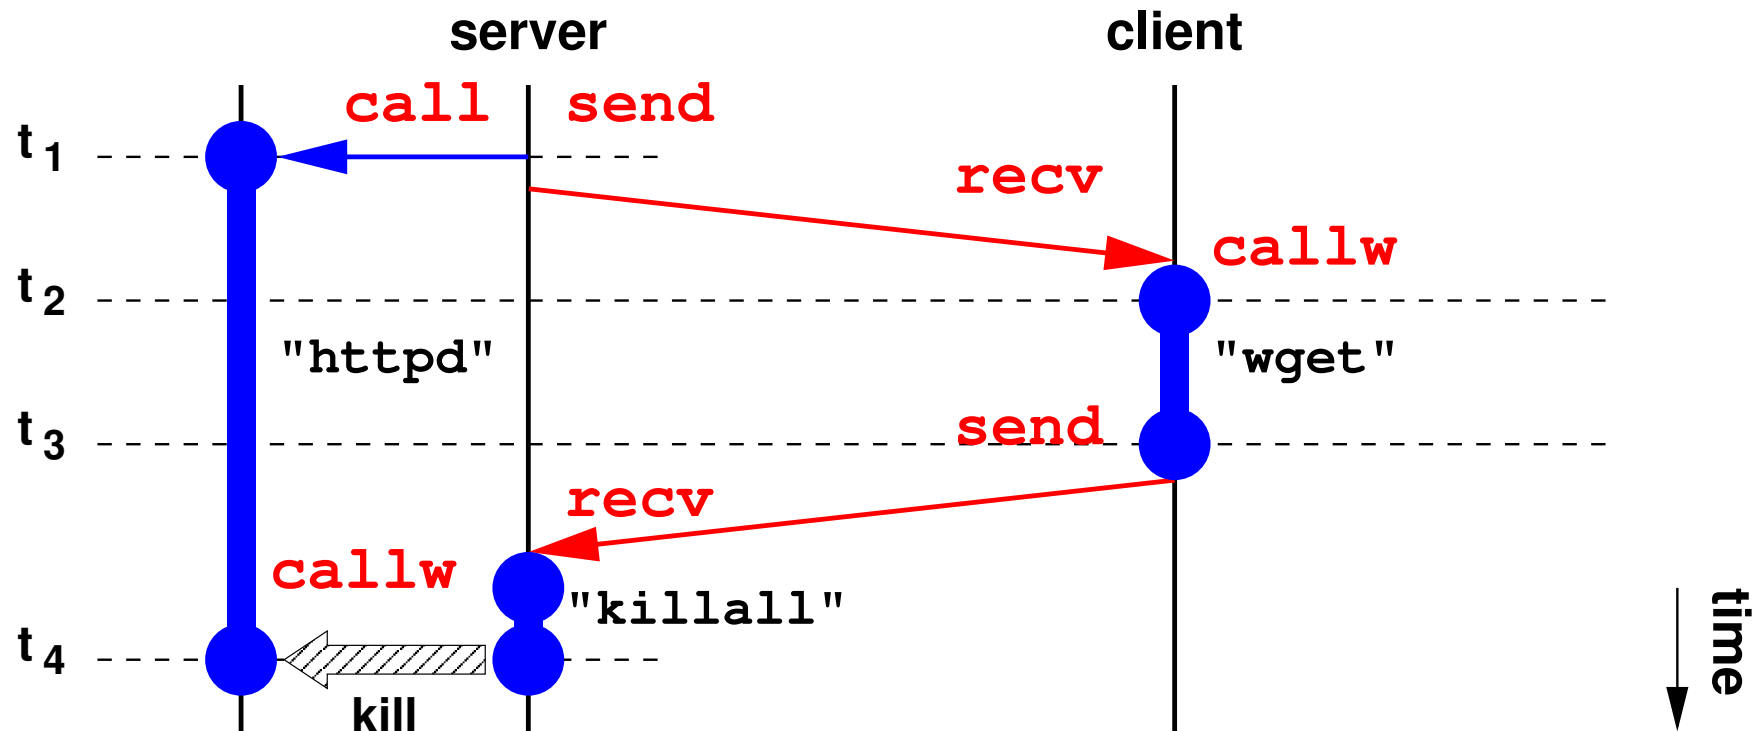 server client
call send
t1
recv
callw
t2
"httpd" "wget"
t3 send
recv
callw
"killall"
t4
kill
time